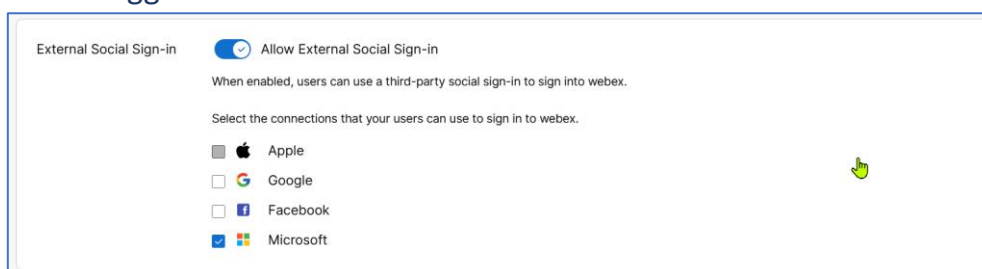 External Social Sign-in
Allow External Social Sign-in
When enabled, users can use a third-party social sign-in to sign into webex.
Select the connections that your users can use to sign in to webex.
Apple
Google
Facebook
Microsoft